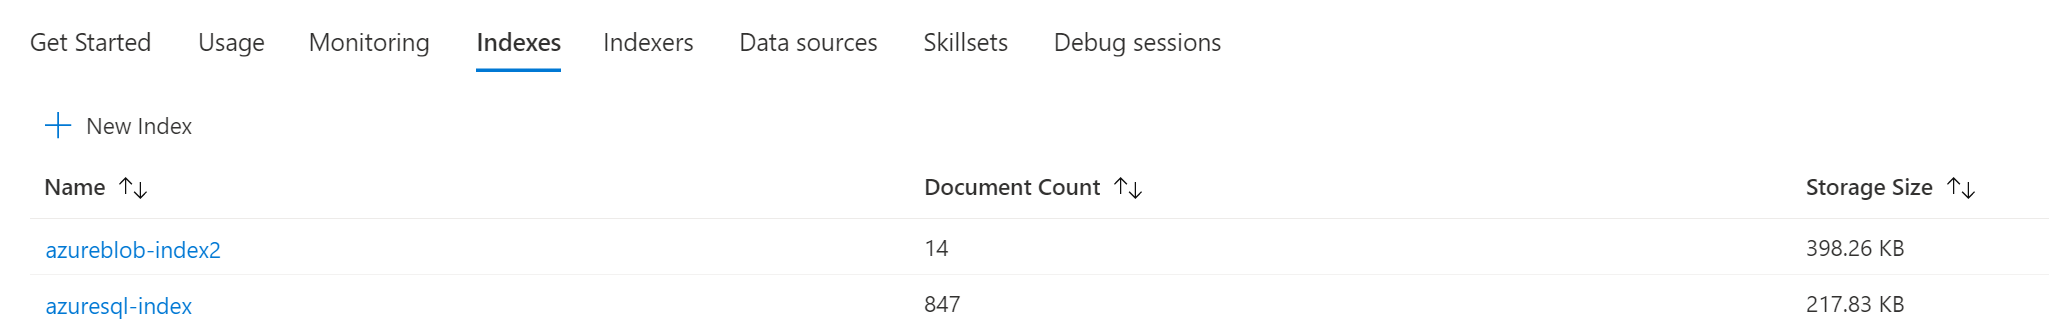 Get Started Usage Monitoring Indexes Indexers Data sources Skillsets Debug sessions
New Index
Name Document Count Storage Size
azureblob-index2 14 398.26 KB
azuresql-index 847 217.83 KB